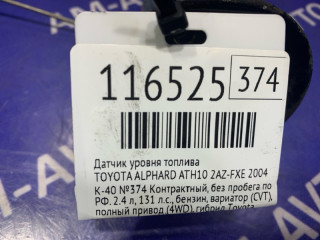 116525 374
Датчик уровня топлива
TOYOTA ALPHARD ATH10 2AZ-FXE 2004
К-40 №374 Контрактный, без пробега по
РФ. 2.4 л, 131 л.с., бензин, вариатор (CVT),
полный привод (4WD), гибрид Toyota